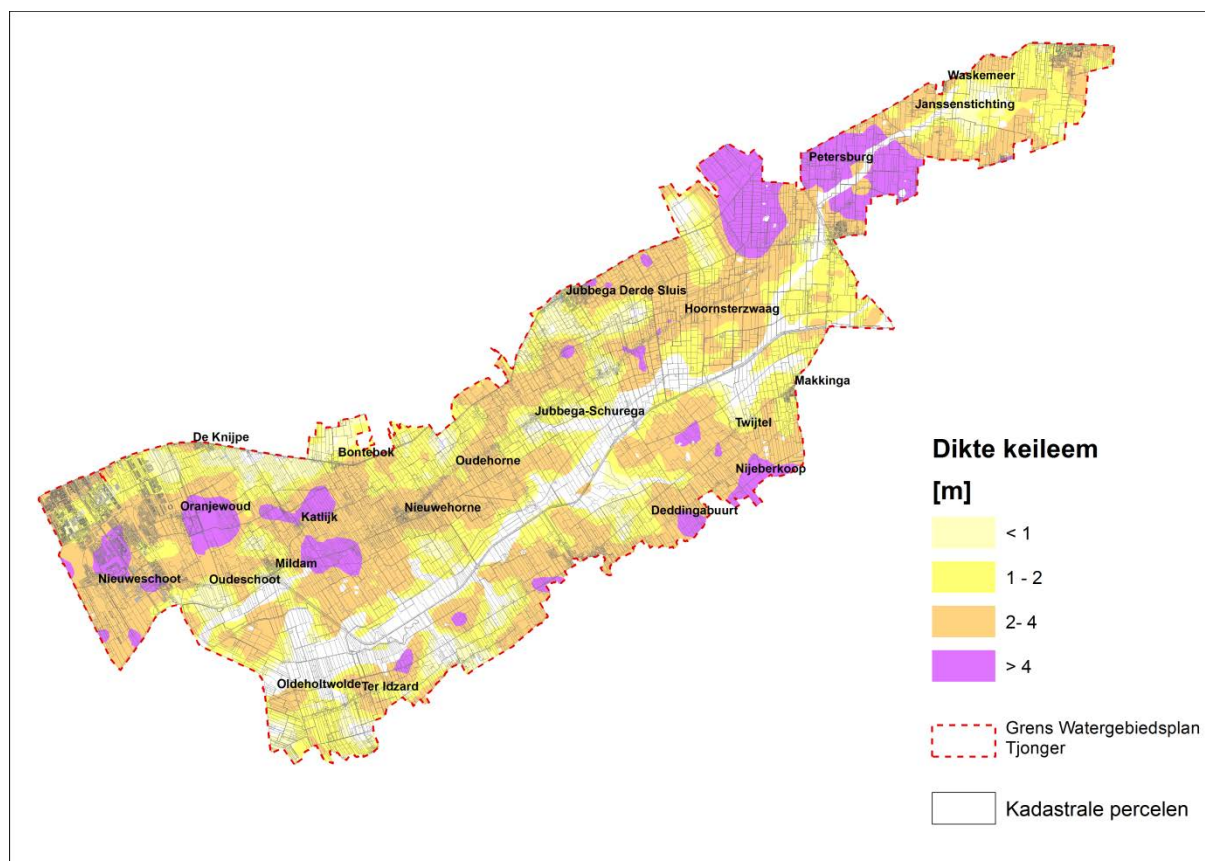 Waskemeer
Janssenstichting
Petersburg
Jubbega Derde Sluis
Hoornsterzwaag
Makkinga
Jubbega-Schurega
Twijtel
De Knijpe
Bontebek
Oudehorne
Nijeberkoop
Oranjewoud
Katlijk
Nieuwehorne
Deddingabuurt
Mildam
Nieuweschoot
Oudeschoot
Oldeholtwolde
Ter Idzard
Dikte keileem
[m]
< 1
1 - 2
2- 4
> 4
Grens Watergebiedsplan
Tjonger
Kadastrale percelen